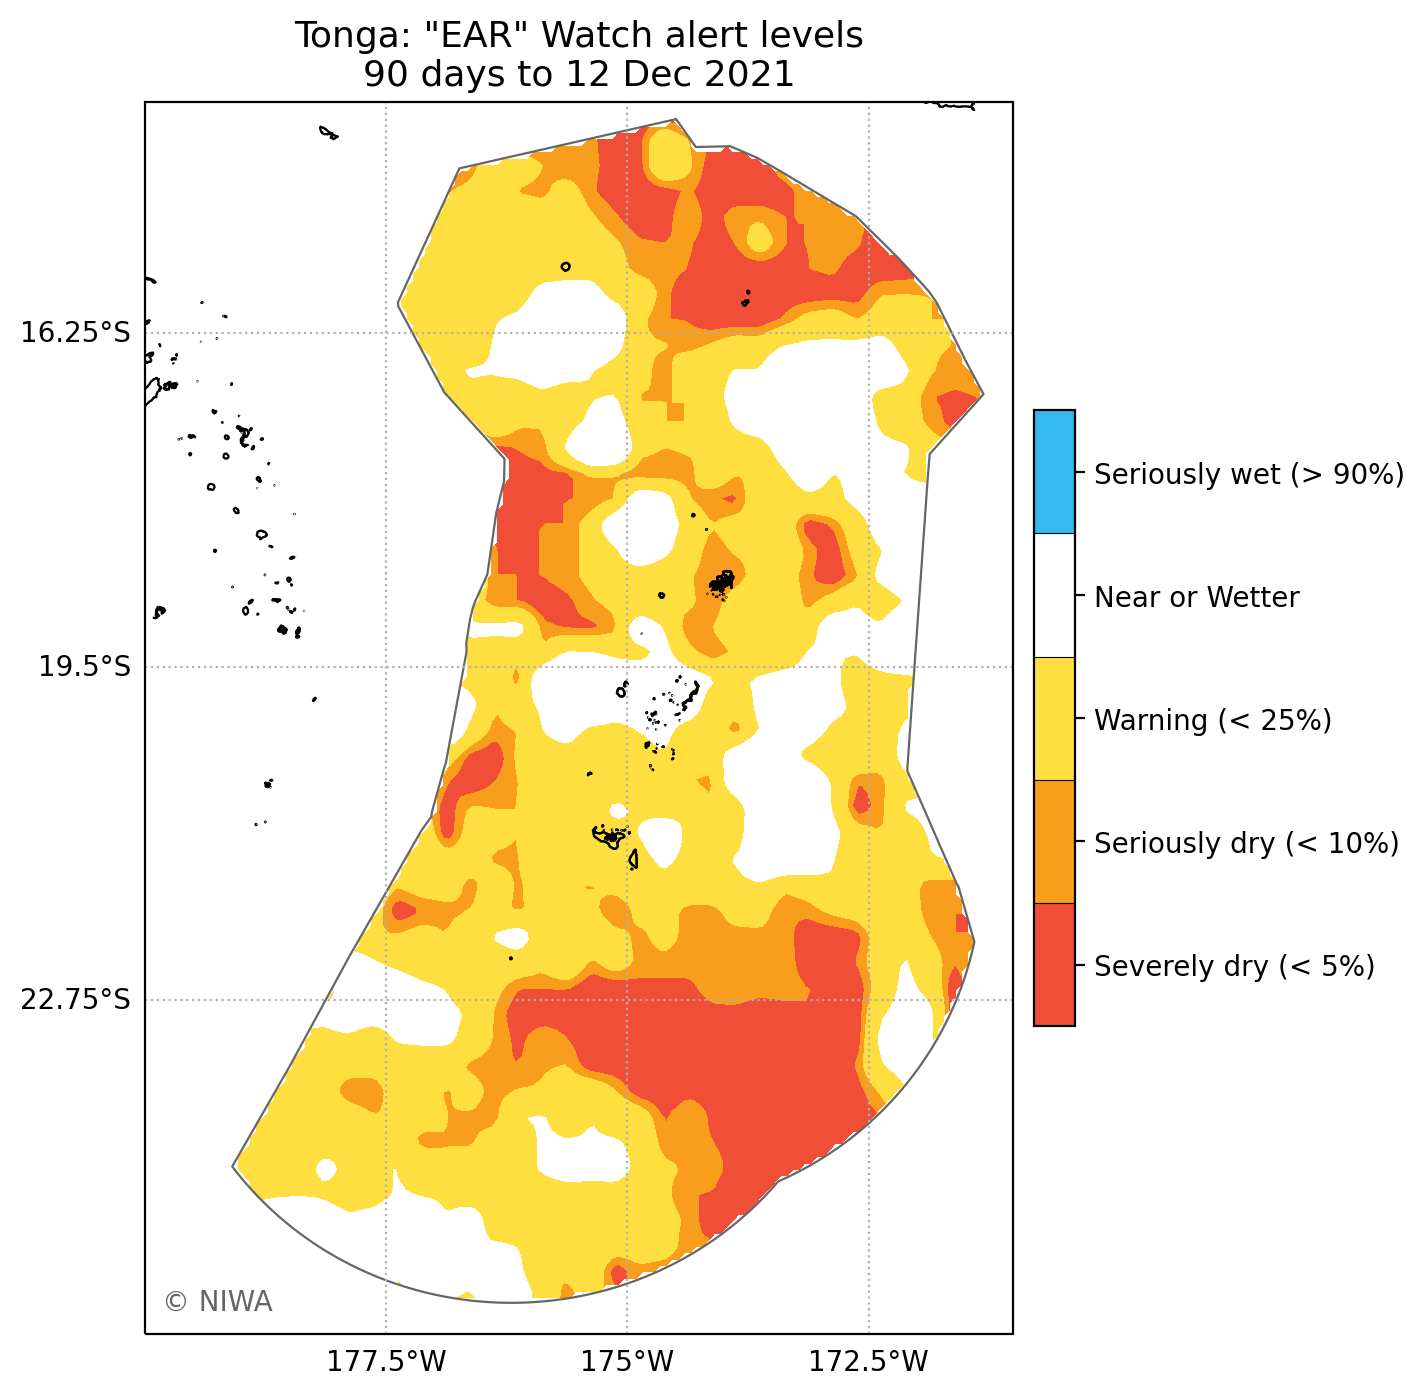 Tonga: "EAR" Watch alert levels
90 days to 12 Dec 2021
16.25°S
19.5°S
22.75°S
177.5°W
175°W
172.5°W
Seriously wet (> 90%)
Near or Wetter
Warning (< 25%)
Seriously dry (< 10%)
Severely dry (< 5%)
© NIWA